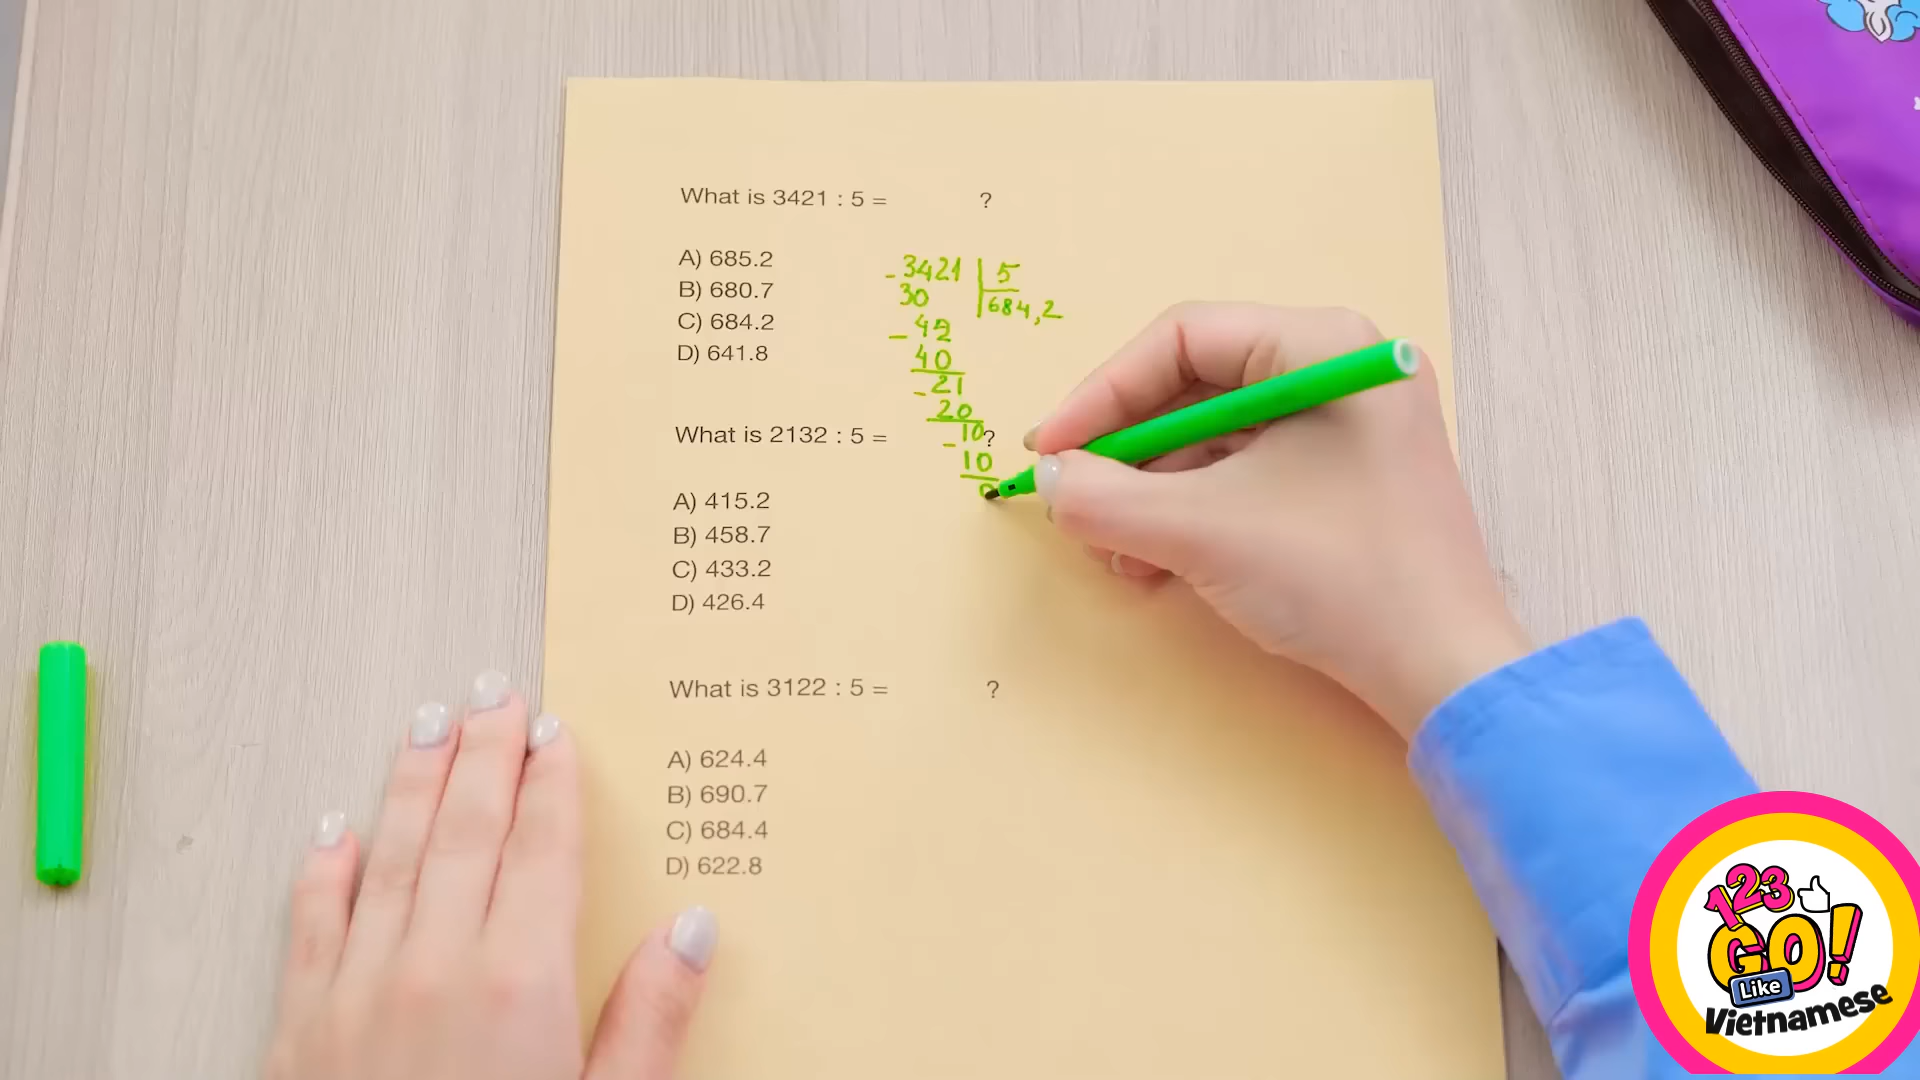 What is 3421 : 5 = ?
A) 685.2
B) 680.7
C) 684.2
D) 641.8
-3421 | 5
30 684,2
- 42
40
- 21
20
- 10
10
0
What is 2132 : 5 = ?
A) 415.2
B) 458.7
C) 433.2
D) 426.4
What is 3122 : 5 = ?
A) 624.4
B) 690.7
C) 684.4
D) 622.8
123
GO!
Like
Vietnamese